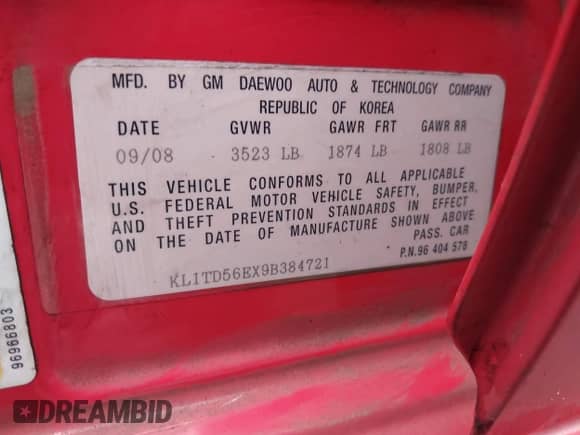 MFD. BY GM DAEWOO AUTO & TECHNOLOGY COMPANY
REPUBLIC OF KOREA
DATE GVWR GAWR FRT GAWR RR
09/08 3523 LB 1874 LB 1808 LB
THIS VEHICLE CONFORMS TO ALL APPLICABLE
U.S. FEDERAL MOTOR VEHICLE SAFETY, BUMPER,
AND THEFT PREVENTION STANDARDS IN EFFECT
ON THE DATE OF MANUFACTURE SHOWN ABOVE
PASS. CAR
P.N.96 404 578
KL1TD56EX9B384721
96966803
DREAMBID